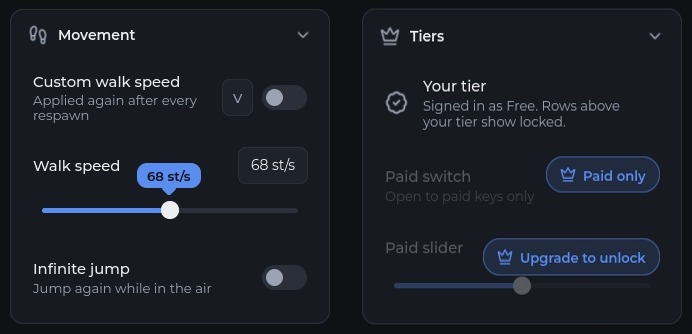 Movement
Custom walk speed
Applied again after every
respawn
V
Walk speed
68 st/s
68 st/s
Infinite jump
Jump again while in the air
Tiers
Your tier
Signed in as Free. Rows above
your tier show locked.
Paid switch
Open to paid keys only
Paid only
Paid slider
Upgrade to unlock